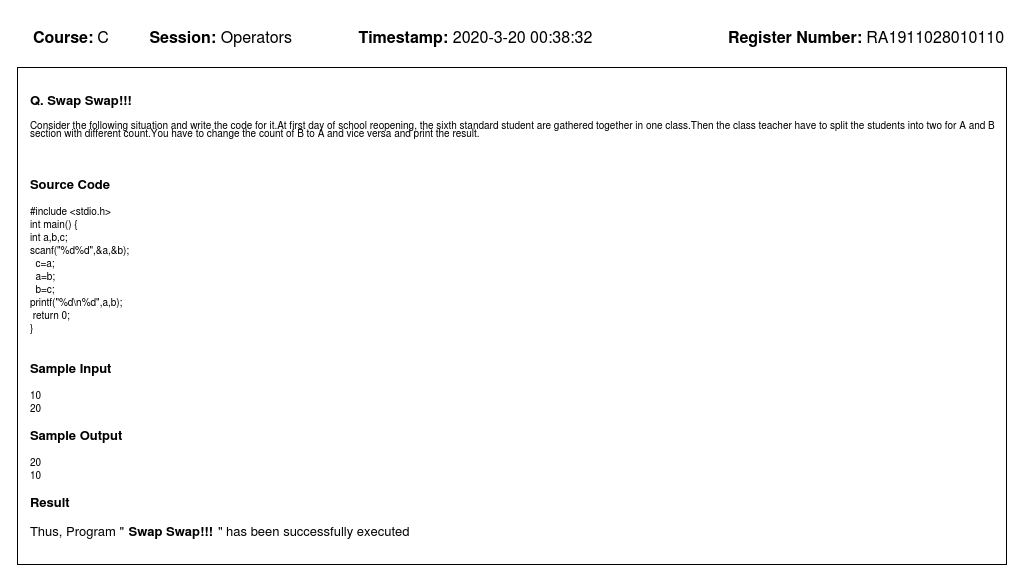 Course: C Session: Operators Timestamp: 2020-3-20 00:38:32 Register Number: RA1911028010110
Q. Swap Swap!!!
Consider the following situation and write the code for it.At first day of school reopening, the sixth standard student are gathered together in one class.Then the class teacher have to split the students into two for A and B
section with different count.You have to change the count of B to A and vice versa and print the result.
Source Code
#include <stdio.h>
int main() {
int a,b,c;
scanf("%d%d",&a,&b);
c=a;
a=b;
b=c;
printf("%d\n%d",a,b);
return 0;
}
Sample Input
10
20
Sample Output
20
10
Result
Thus, Program " Swap Swap!!! " has been successfully executed